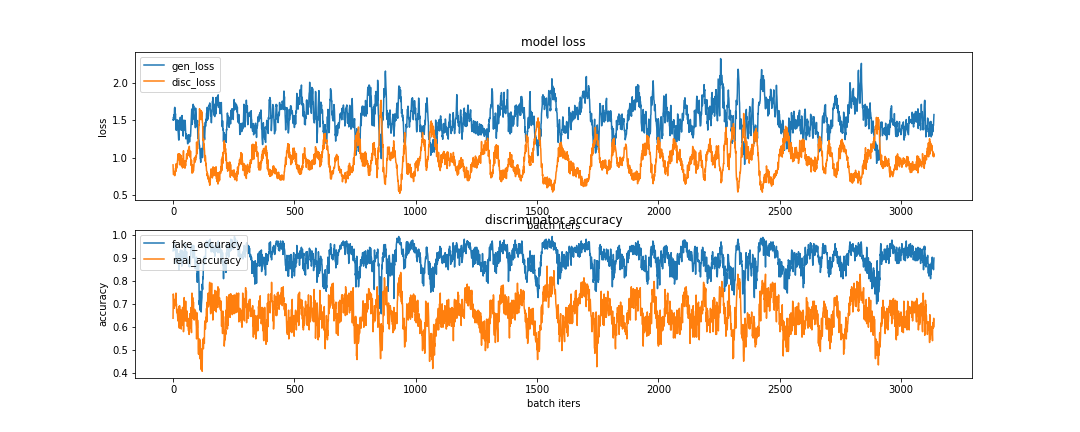 model loss
gen_loss
disc_loss
2.0
1.5
1.0
0.5
loss
0
500
1000
1500
2000
2500
3000
batch iters
discriminator accuracy
fake_accuracy
real_accuracy
1.0
0.9
0.8
0.7
0.6
0.5
0.4
accuracy
0
500
1000
1500
2000
2500
3000
batch iters